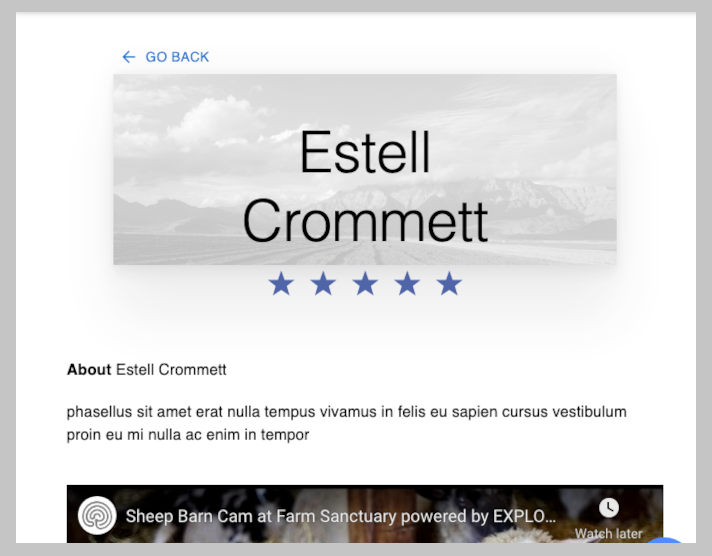 GO BACK
Estell
Crommett
About Estell Crommett
phasellus sit amet erat nulla tempus vivamus in felis eu sapien cursus vestibulum
proin eu mi nulla ac enim in tempor
Sheep Barn Cam at Farm Sanctuary powered by EXPLO...
Watch later